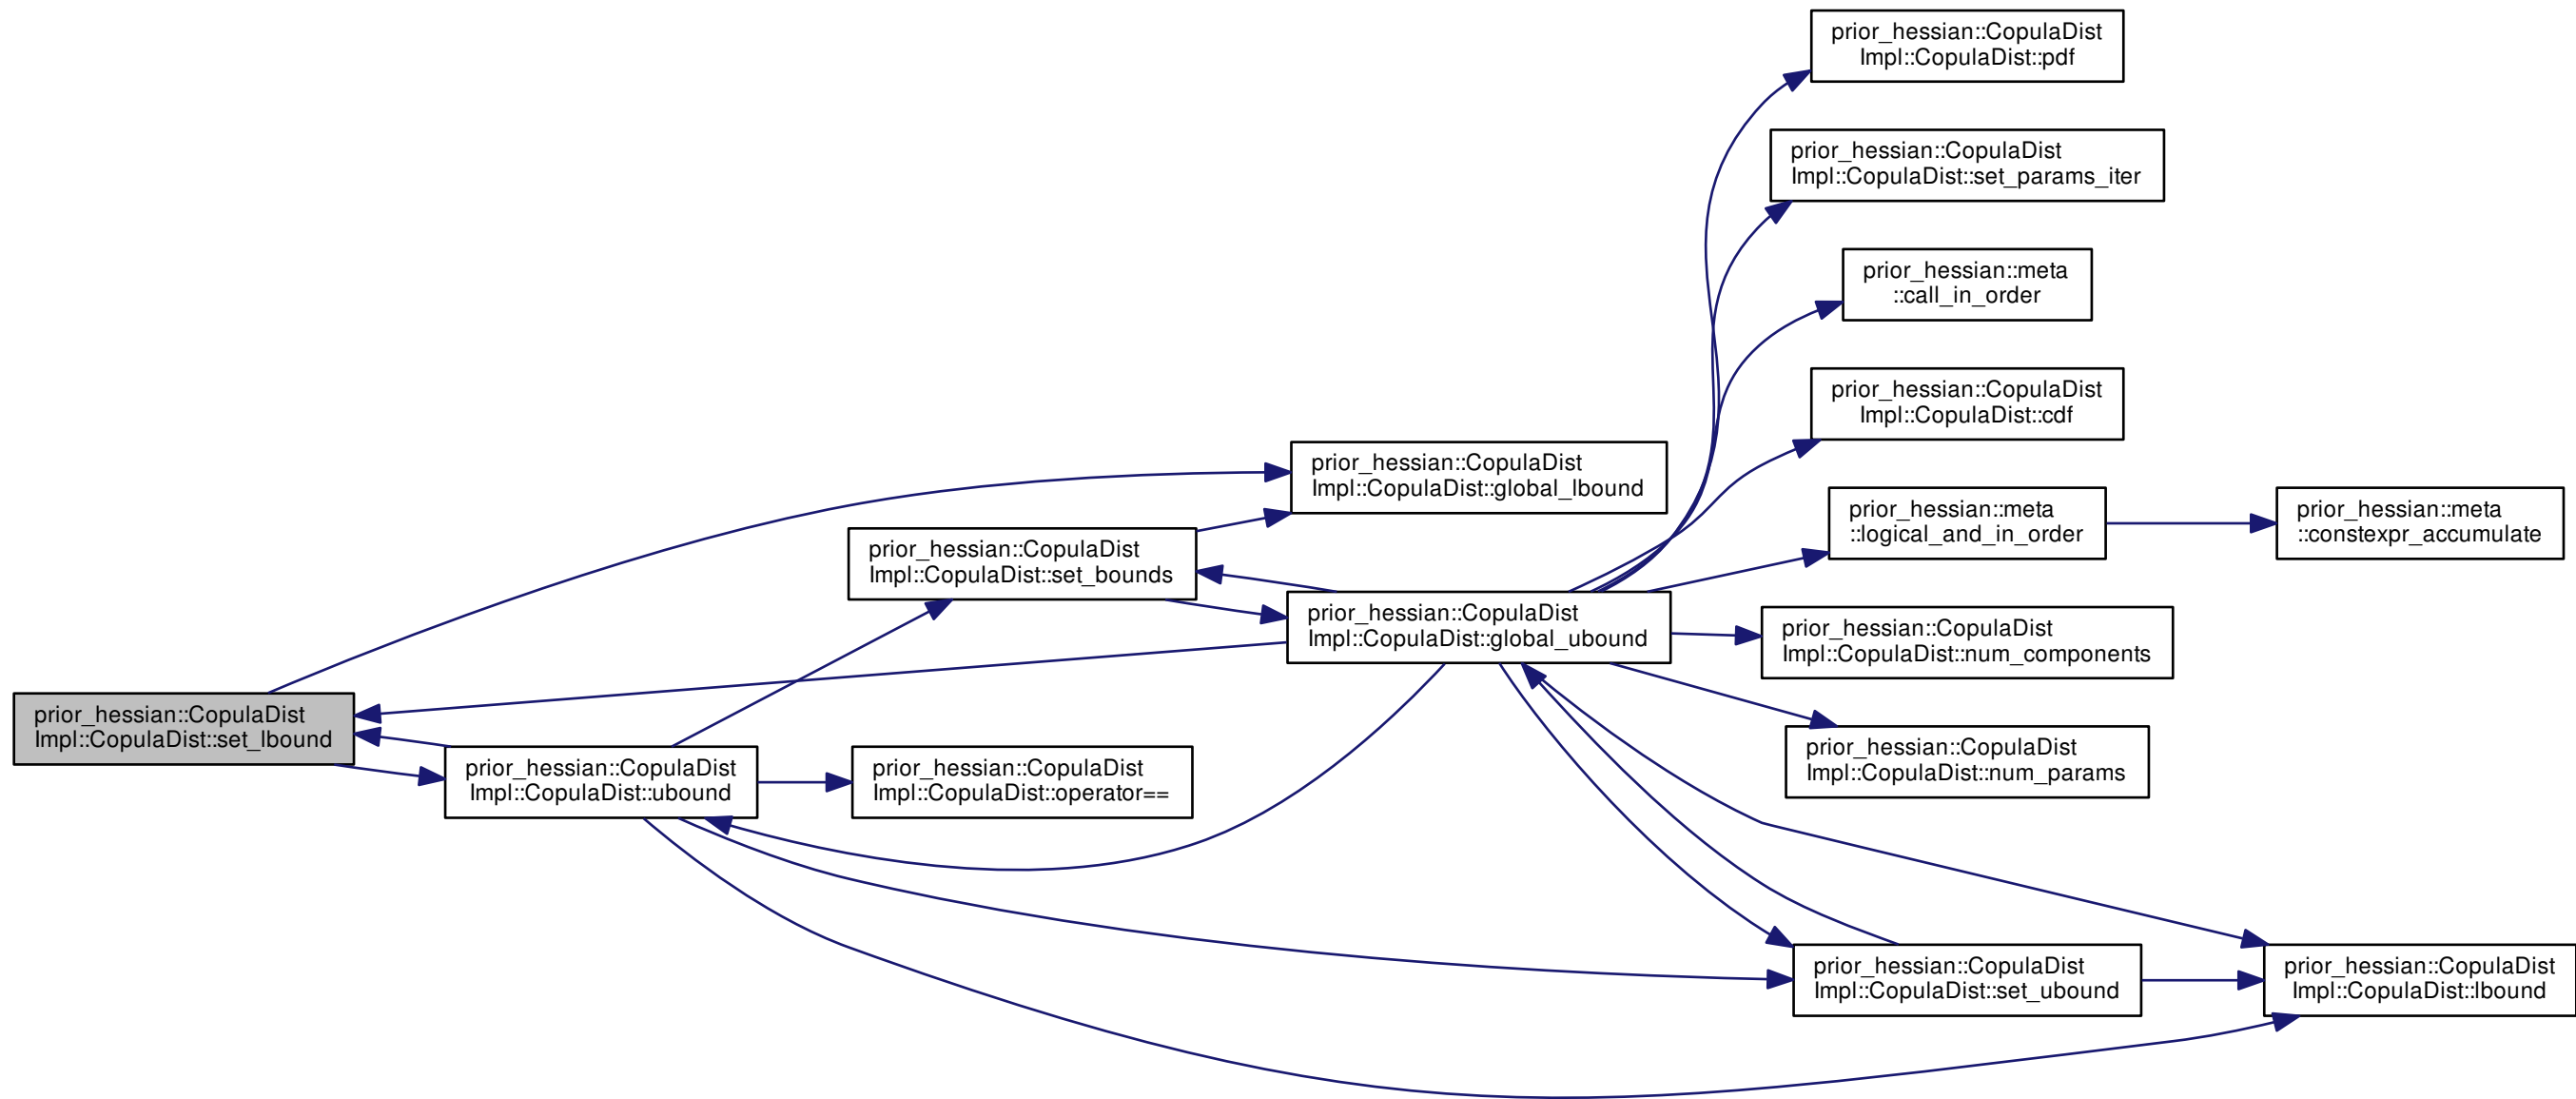 prior_hessian::CopulaDist
Impl::CopulaDist::pdf
prior_hessian::CopulaDist
Impl::CopulaDist::set_params_iter
prior_hessian::meta
::call_in_order
prior_hessian::CopulaDist
Impl::CopulaDist::cdf
prior_hessian::CopulaDist
Impl::CopulaDist::global_lbound
prior_hessian::meta
::logical_and_in_order
prior_hessian::meta
::constexpr_accumulate
prior_hessian::CopulaDist
Impl::CopulaDist::set_bounds
prior_hessian::CopulaDist
Impl::CopulaDist::global_ubound
prior_hessian::CopulaDist
Impl::CopulaDist::num_components
prior_hessian::CopulaDist
Impl::CopulaDist::set_lbound
prior_hessian::CopulaDist
Impl::CopulaDist::num_params
prior_hessian::CopulaDist
Impl::CopulaDist::ubound
prior_hessian::CopulaDist
Impl::CopulaDist::operator==
prior_hessian::CopulaDist
Impl::CopulaDist::set_ubound
prior_hessian::CopulaDist
Impl::CopulaDist::lbound